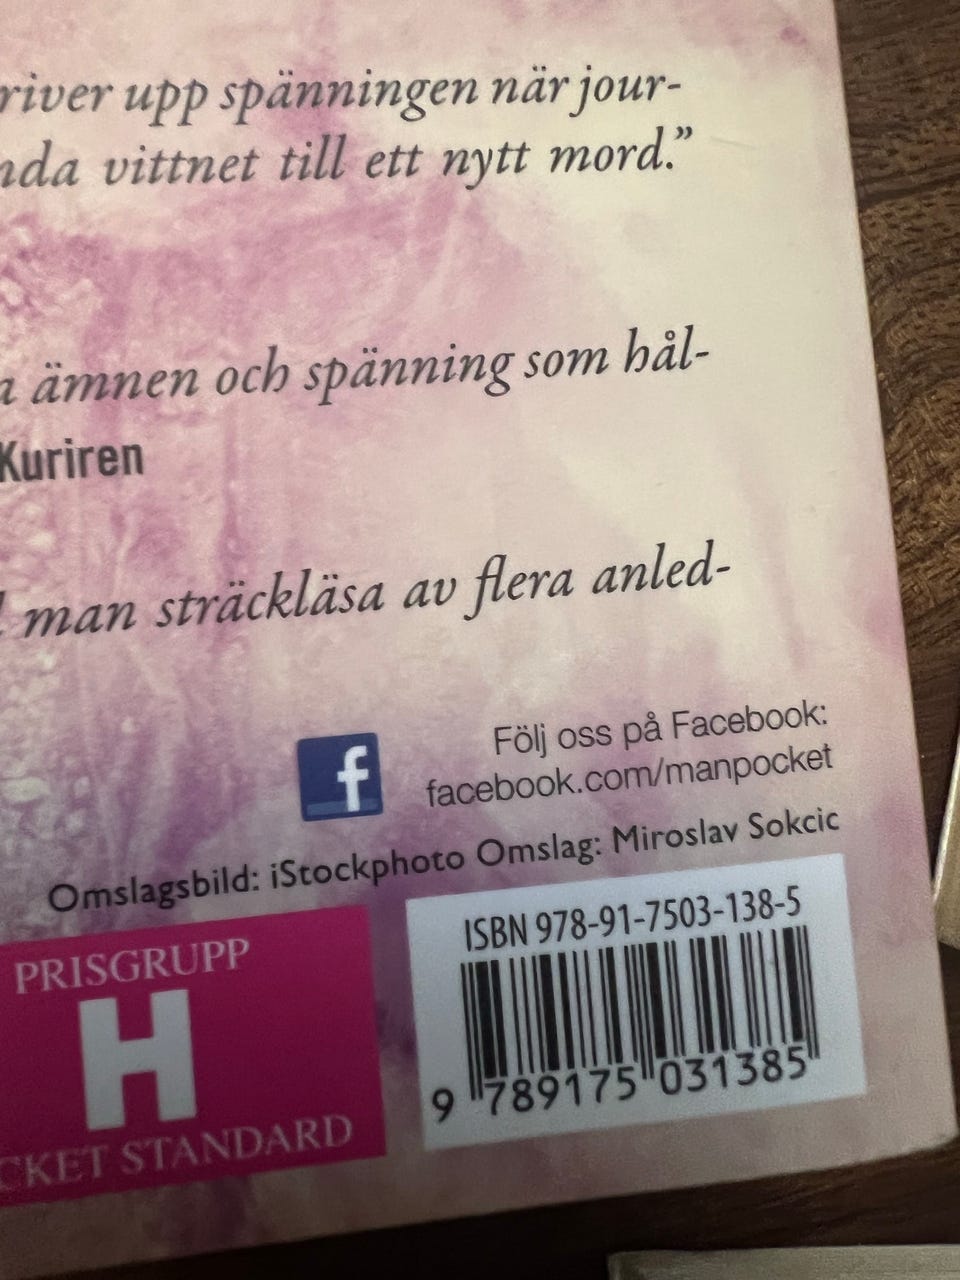 river upp spänningen när jour-
nda vittnet till ett nytt mord.”
a ämnen och spänning som hål-
Kuriren
man sträckläsa av flera anled-
f
Följ oss på Facebook:
facebook.com/manpocket
Omslagsbild: iStockphoto Omslag: Miroslav Sokcic
PRISGRUPP
H
CKET STANDARD
ISBN 978-91-7503-138-5
9 789175 031385